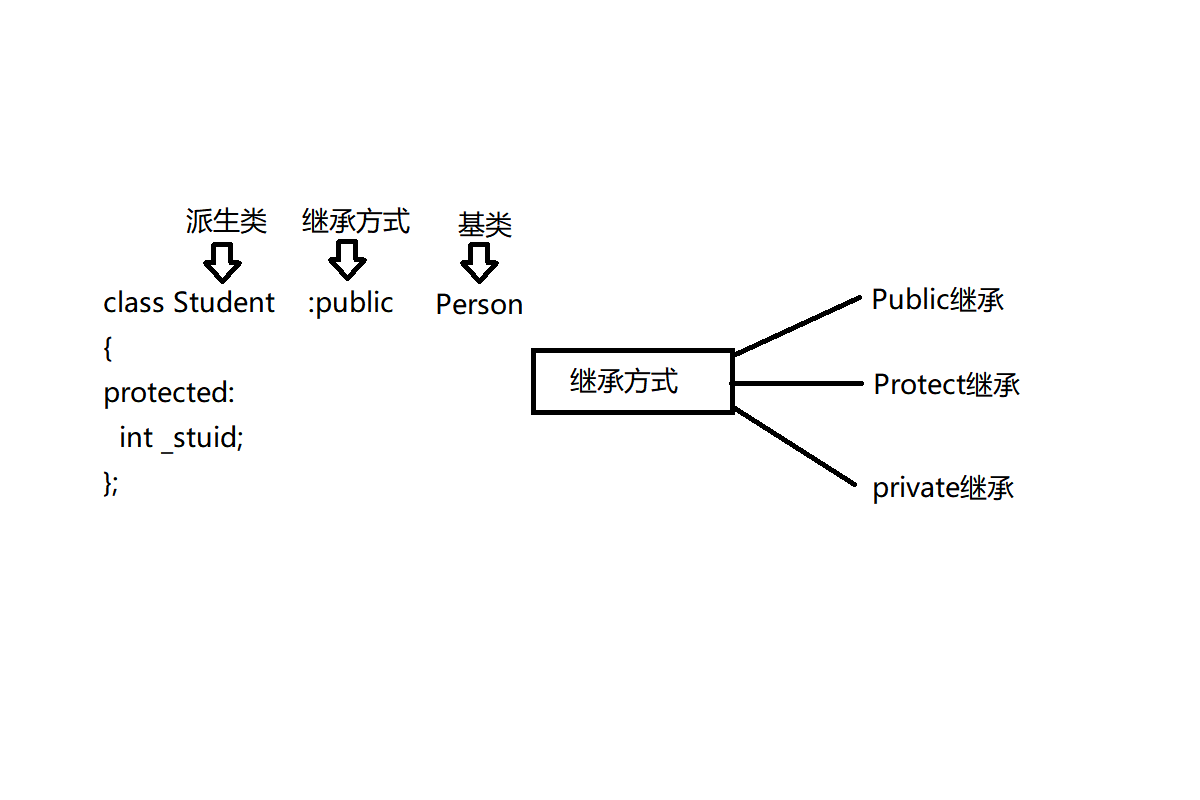 派生类 继承方式 基类
class Student :public Person
{
protected:
int _stuid;
};
继承方式
Public继承
Protect继承
private继承